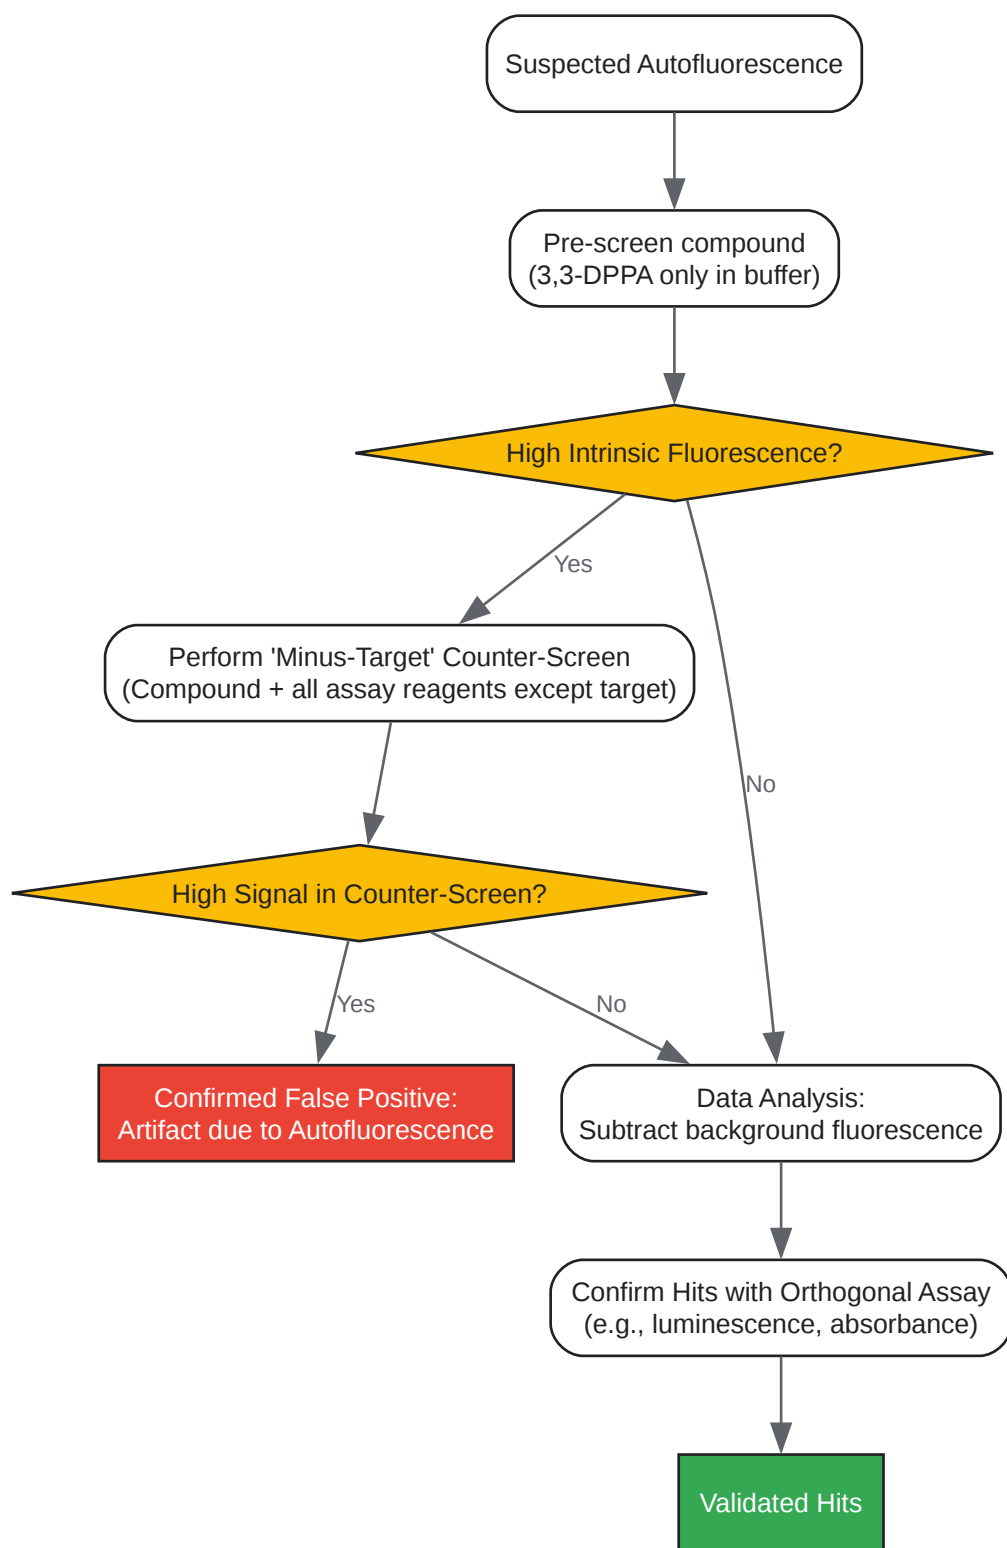 Suspected Autofluorescence
Pre-screen compound
(3,3-DPPA only in buffer)
High Intrinsic Fluorescence?
Yes
Perform 'Minus-Target' Counter-Screen
(Compound + all assay reagents except target)
No
High Signal in Counter-Screen?
Yes
No
Confirmed False Positive:
Artifact due to Autofluorescence
Data Analysis:
Subtract background fluorescence
Confirm Hits with Orthogonal Assay
(e.g., luminescence, absorbance)
Validated Hits